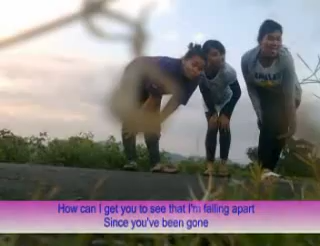 How can I get you to see that I'm falling apart
Since you've been gone